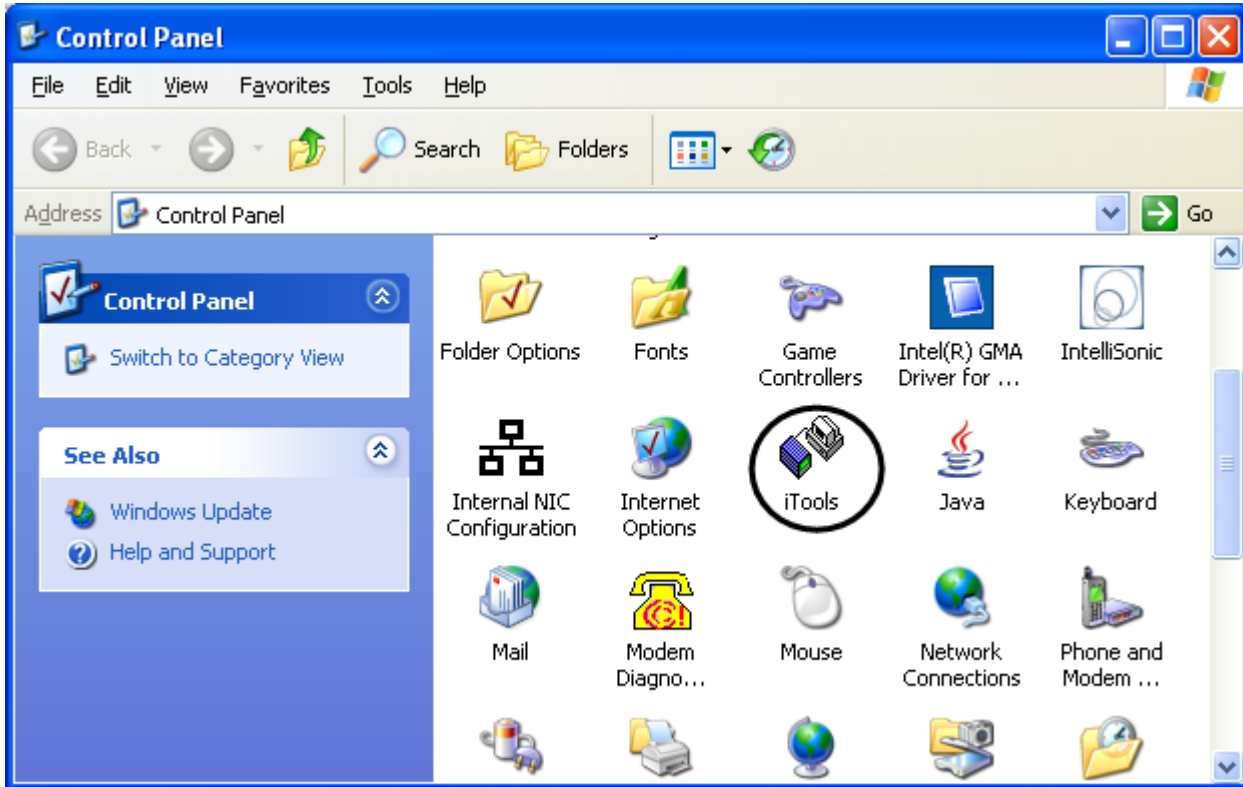 Control Panel
File Edit View Favorites Tools Help
Back Search Folders
Address Control Panel Go
Control Panel
Switch to Category View
See Also
Windows Update
Help and Support
Folder Options Fonts Game Intel(R) GMA IntelliSonic
Controllers Driver for ...
Internal NIC Internet iTools Java Keyboard
Configuration Options
Mail Modem Mouse Network Phone and
Diagno... Connections Modem ...